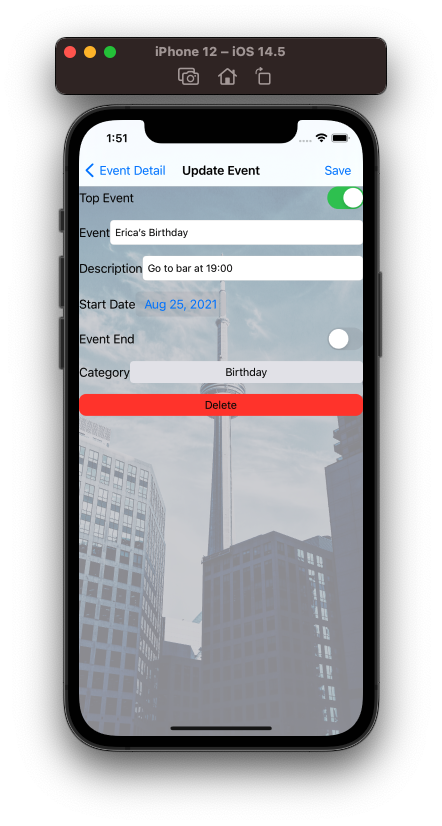 iPhone 12 – iOS 14.5
1:51
Event Detail Update Event Save
Top Event
Event Erica's Birthday
Description Go to bar at 19:00
Start Date Aug 25, 2021
Event End
Category Birthday
Delete